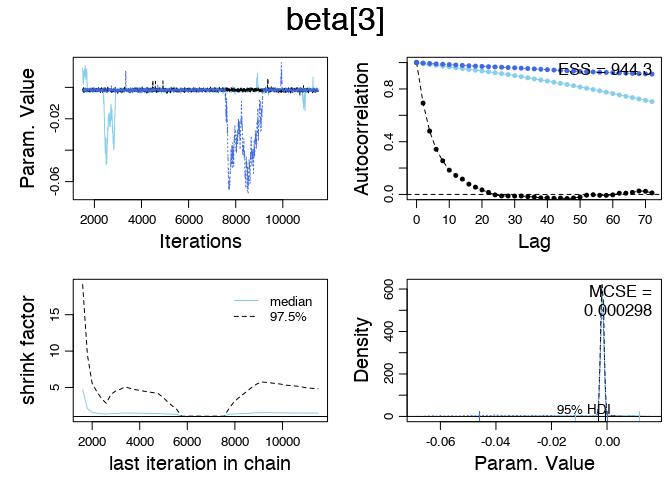 beta[3]
Param. Value
-0.06
-0.02
2000 4000 6000 8000 10000
Iterations
Autocorrelation
0.0 0.4 0.8
ESS = 944.3
0 10 20 30 40 50 60 70
Lag
shrink factor
5 10 15
median
97.5%
2000 4000 6000 8000 10000
last iteration in chain
Density
0 200 400 600
MCSE =
0.000298
95% HDI
-0.06 -0.04 -0.02 0.00
Param. Value